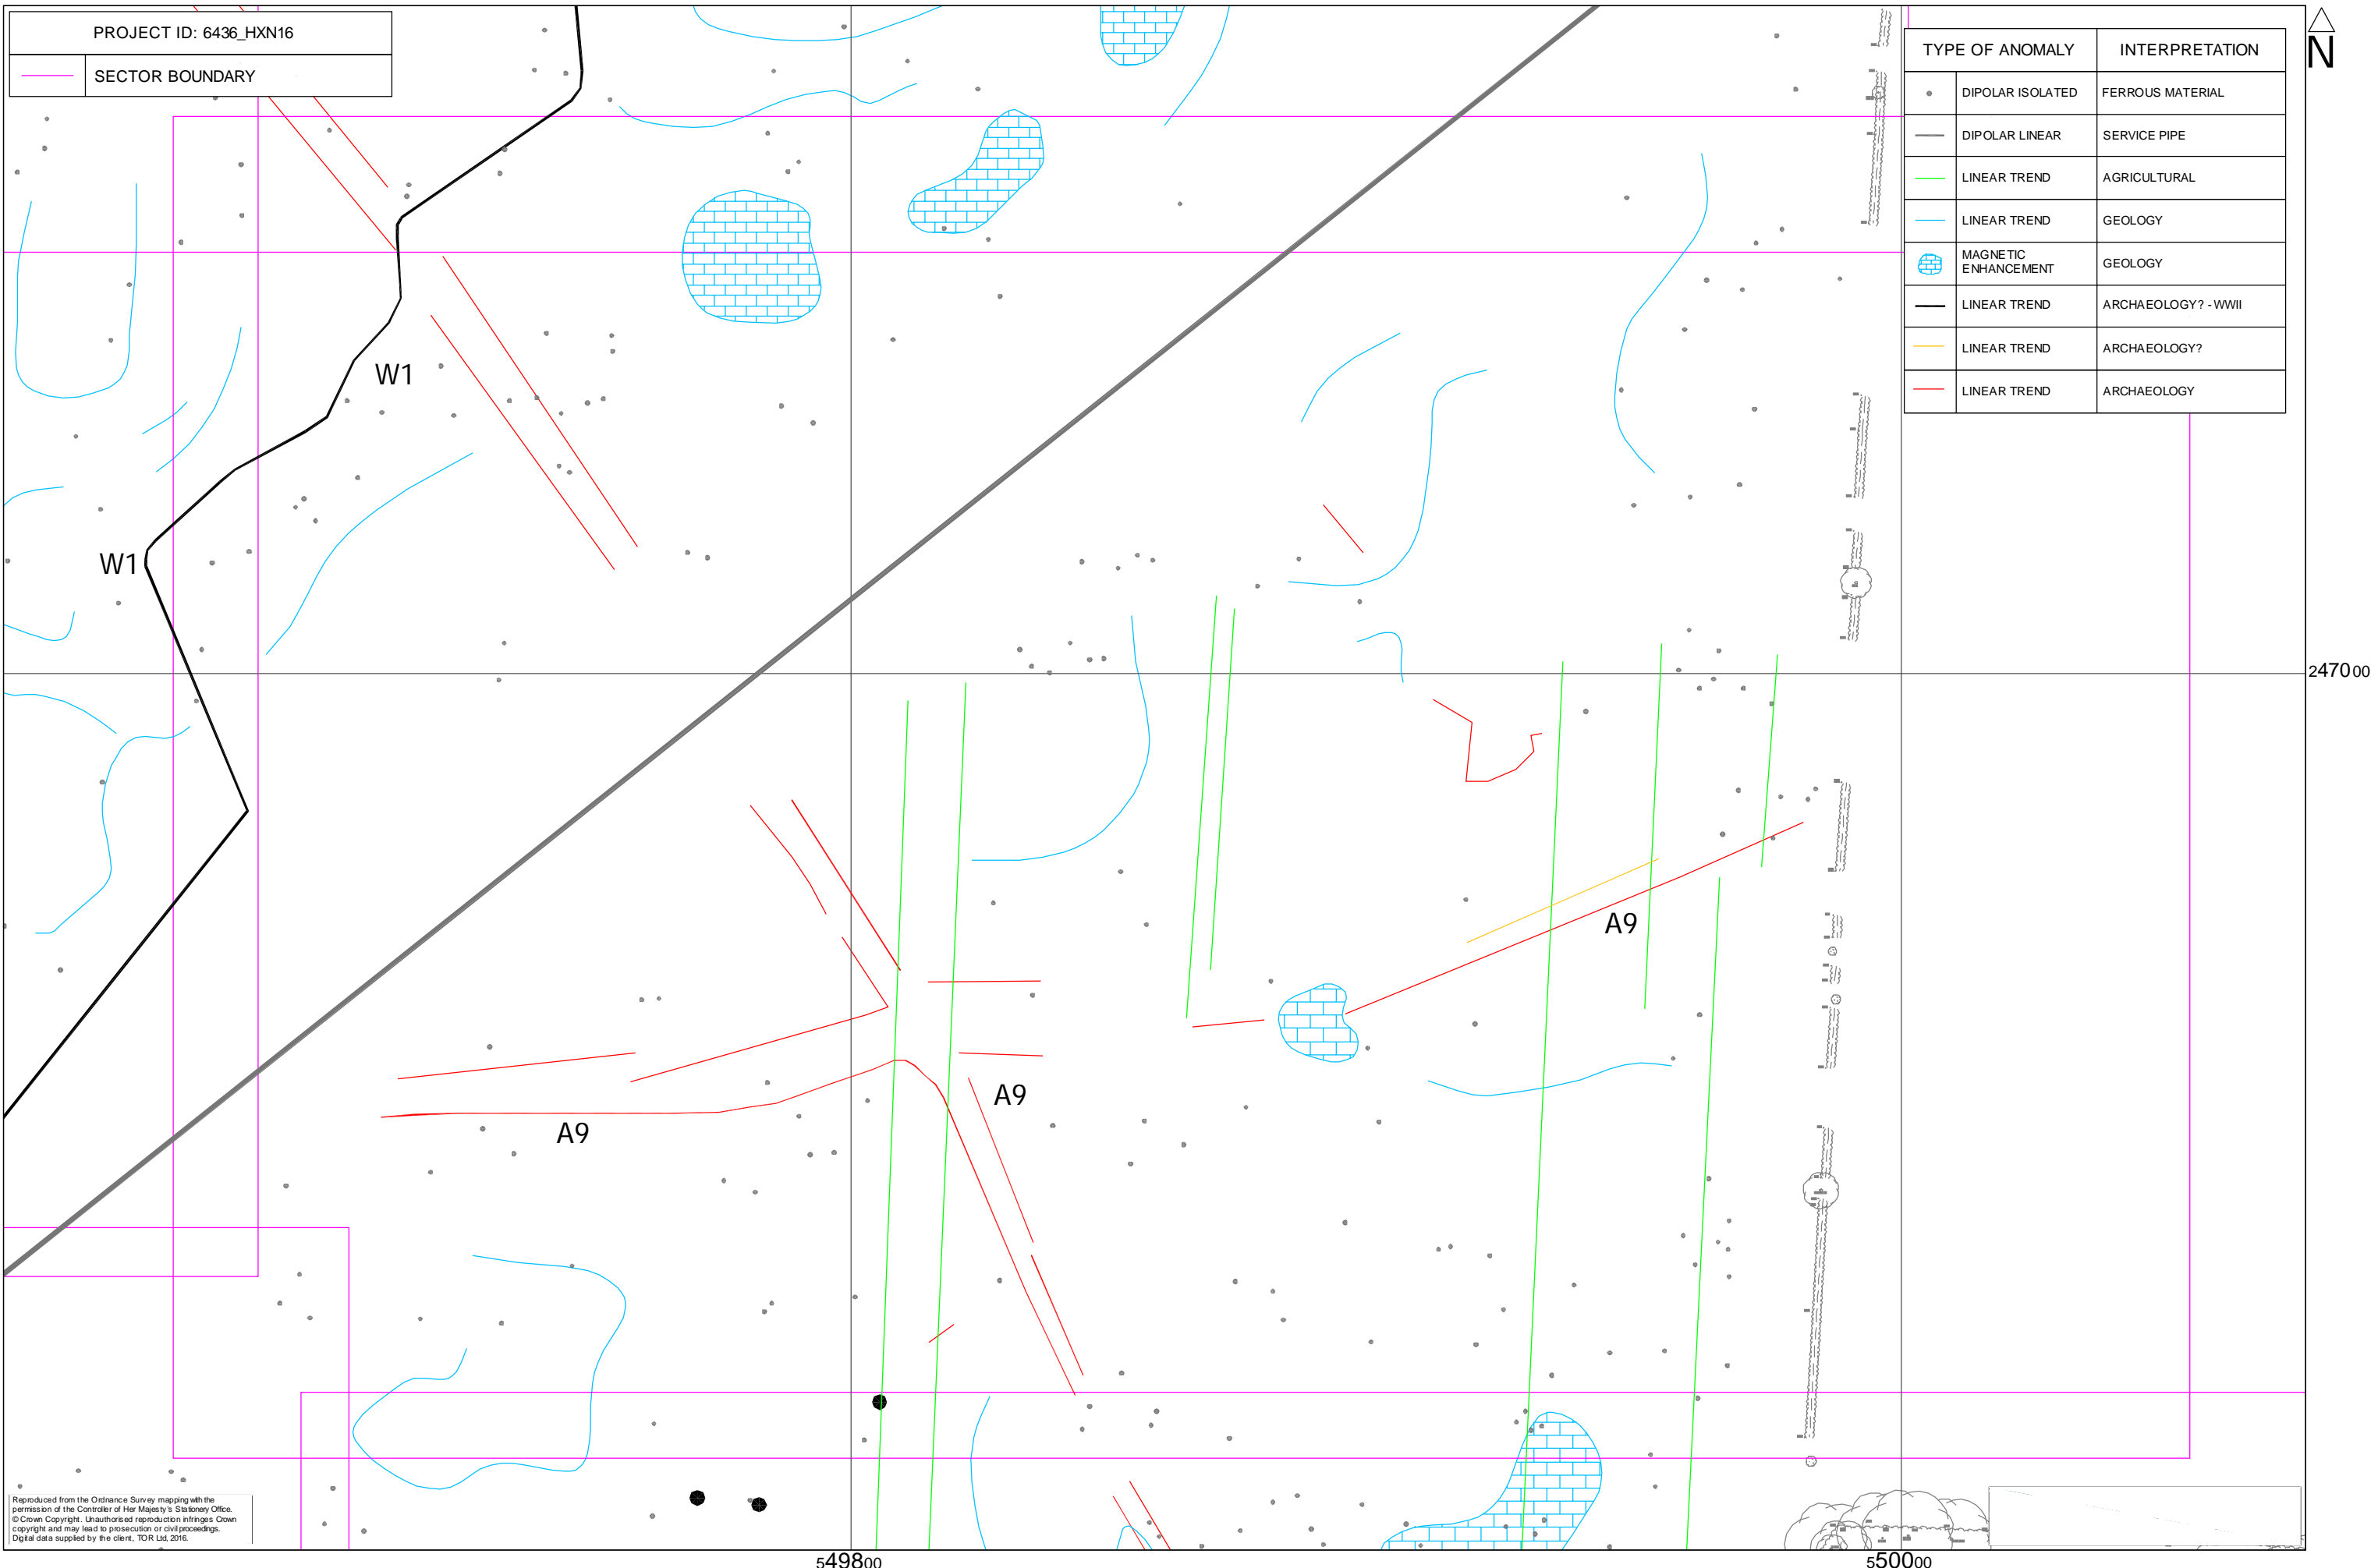 PROJECT ID: 6436_HXN16
SECTOR BOUNDARY
N
TYPE OF ANOMALY INTERPRETATION
DIPOLAR ISOLATED FERROUS MATERIAL
DIPOLAR LINEAR SERVICE PIPE
LINEAR TREND AGRICULTURAL
LINEAR TREND GEOLOGY
MAGNETIC
ENHANCEMENT GEOLOGY
LINEAR TREND ARCHAEOLOGY? - WWII
LINEAR TREND ARCHAEOLOGY?
LINEAR TREND ARCHAEOLOGY
W1
W1
247000
A9
A9
A9
Reproduced from the Ordnance Survey mapping with the
permission of the Controller of Her Majesty's Stationery Office.
© Crown Copyright. Unauthorised reproduction infringes Crown
copyright and may lead to prosecution or civil proceedings.
Digital data supplied by the client, TOR Ltd, 2016.
549800
550000